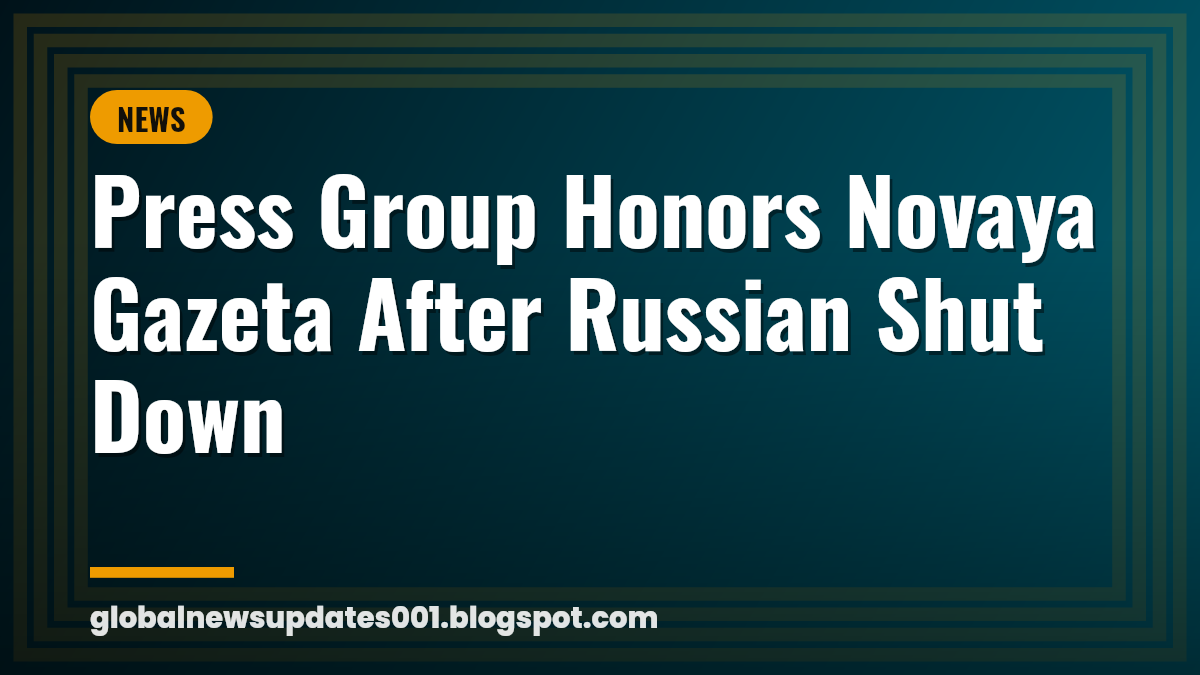 NEWS
Press Group Honors Novaya
Gazeta After Russian Shut
Down
globalnewsupdates001.blogspot.com